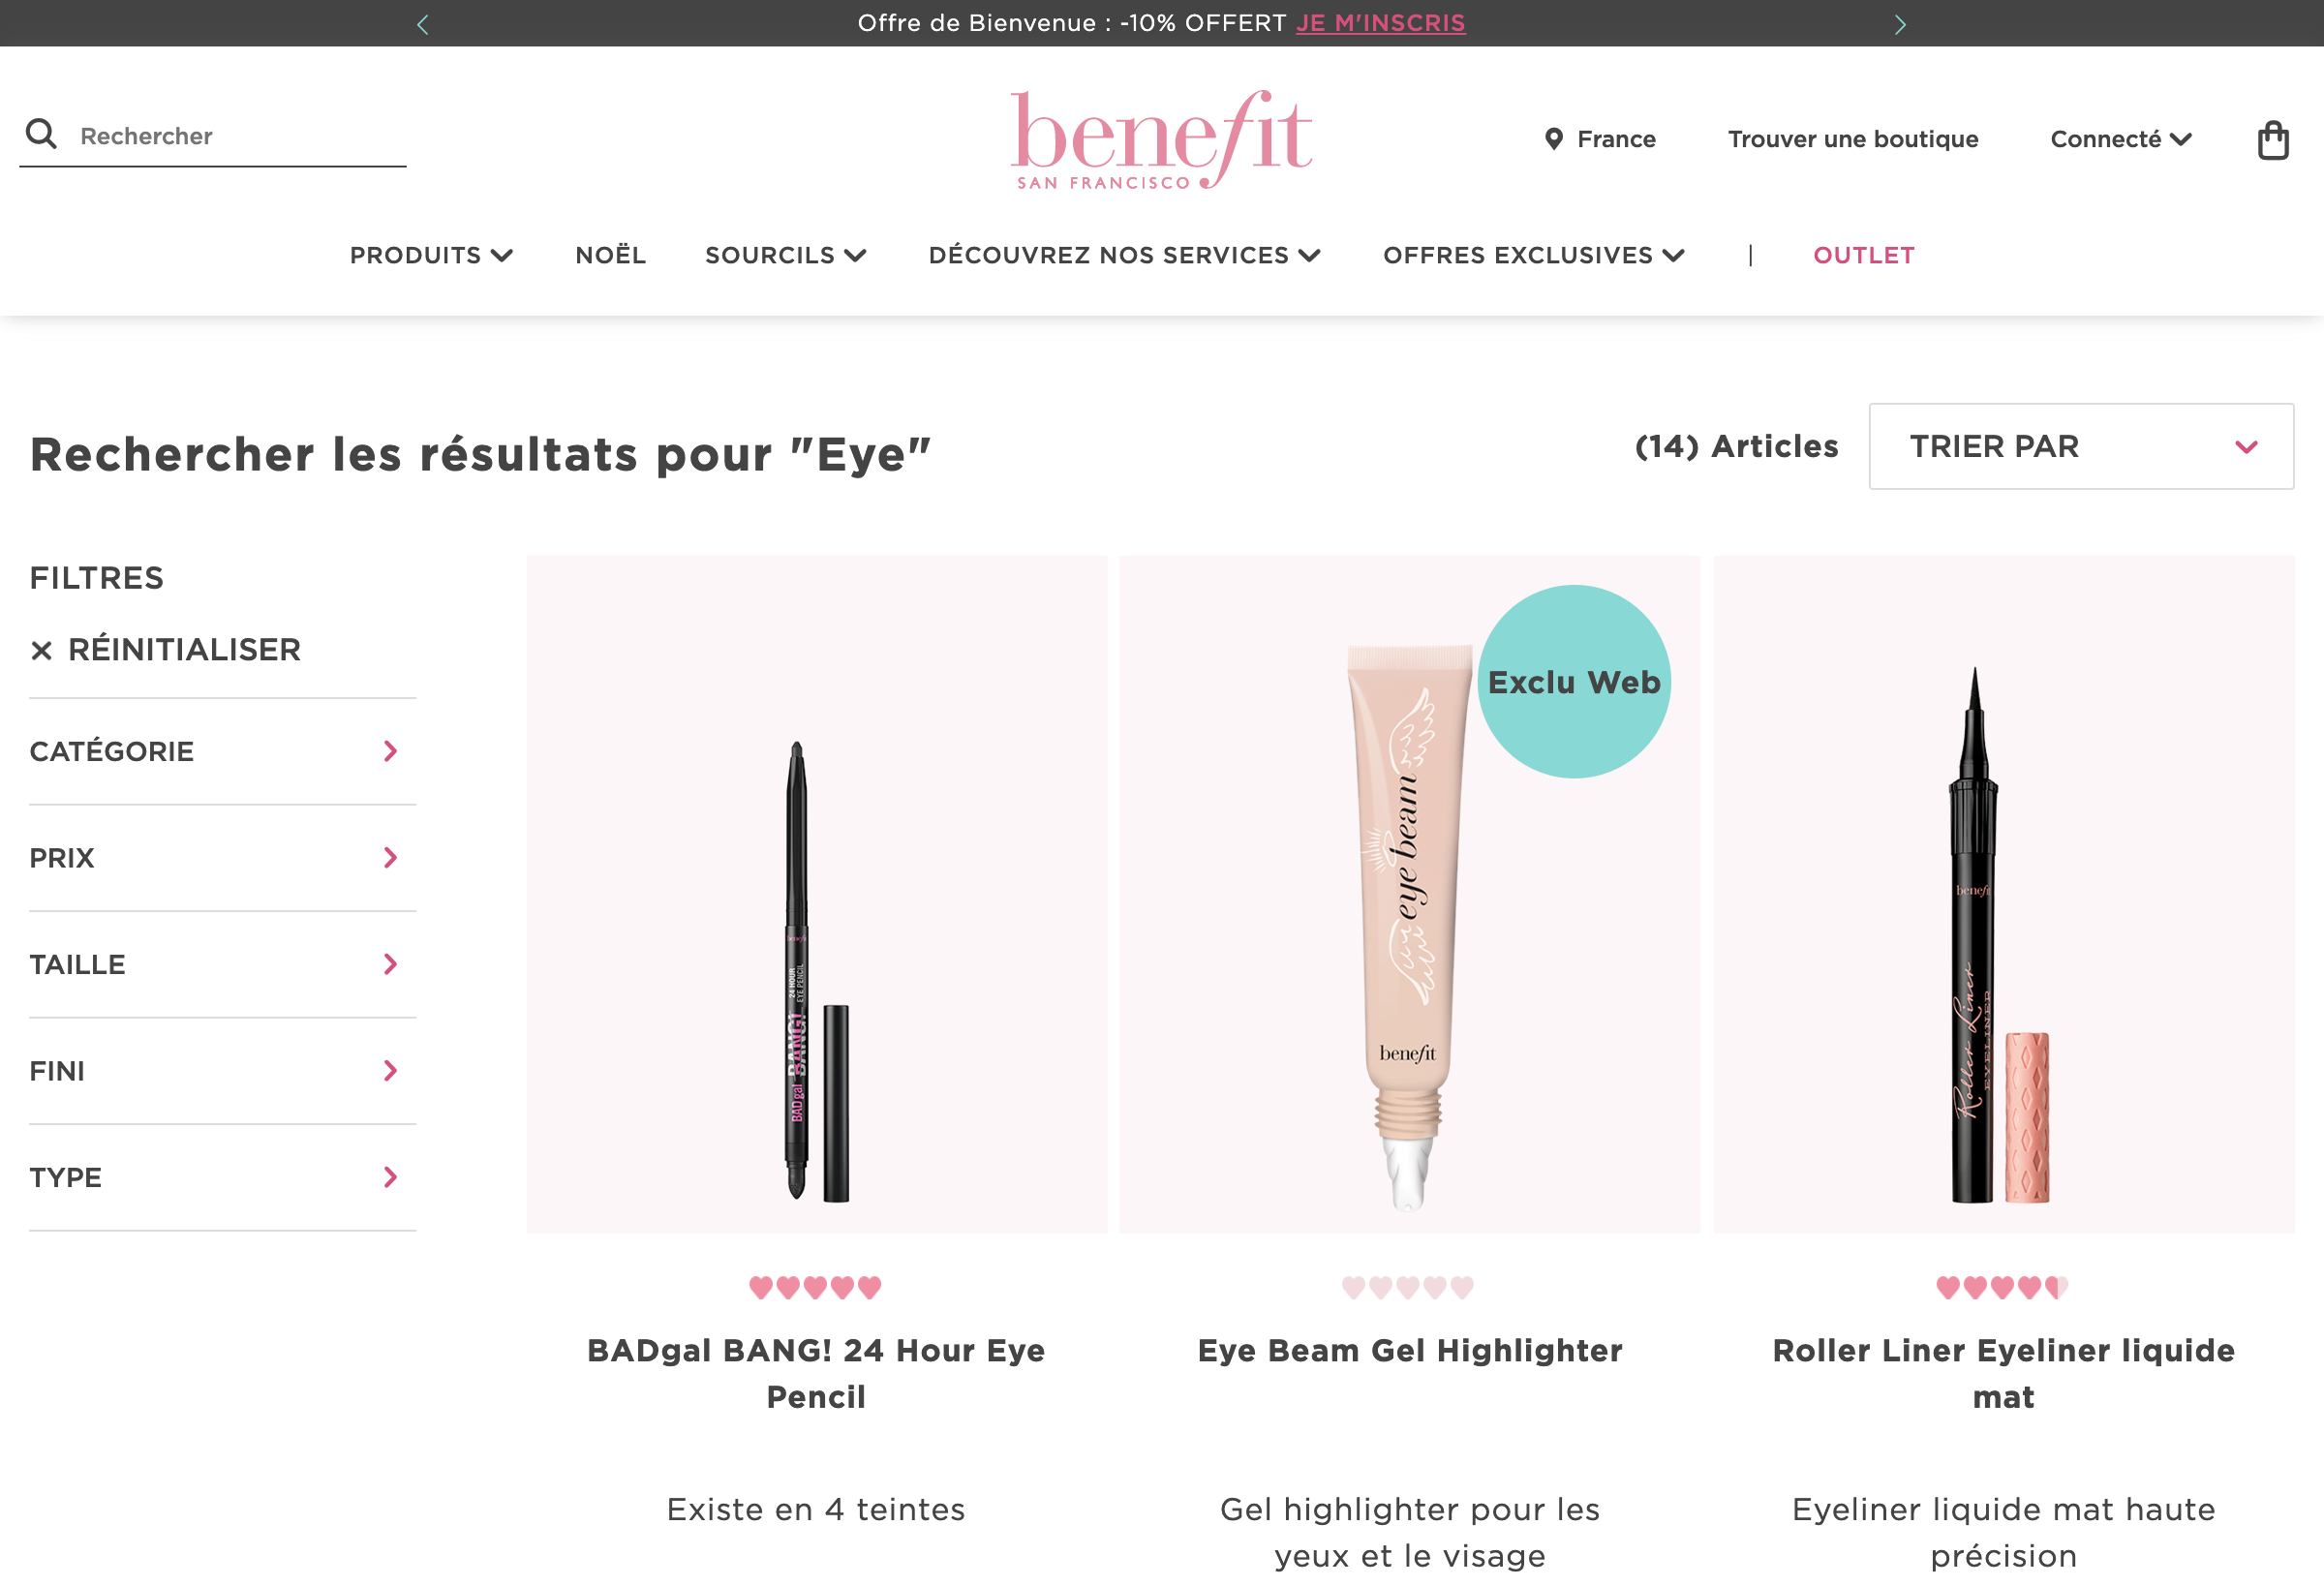 Offre de Bienvenue : -10% OFFERT JE M'INSCRIS
Rechercher
benefit
SAN FRANCISCO
France
Trouver une boutique
Connecté
PRODUITS
NOËL
SOURCILS
DÉCOUVREZ NOS SERVICES
OFFRES EXCLUSIVES
|
OUTLET
Rechercher les résultats pour "Eye"
(14) Articles
TRIER PAR
FILTRES
RÉINITIALISER
CATÉGORIE
PRIX
TAILLE
FINI
TYPE
benefit
24 HOUR
EYE PENCIL
BANG!
BADgal
Exclu Web
eye beam
benefit
benefit
Roller Liner
EYELINER
BADgal BANG! 24 Hour Eye
Pencil
Existe en 4 teintes
Eye Beam Gel Highlighter
Gel highlighter pour les
yeux et le visage
Roller Liner Eyeliner liquide
mat
Eyeliner liquide mat haute
précision